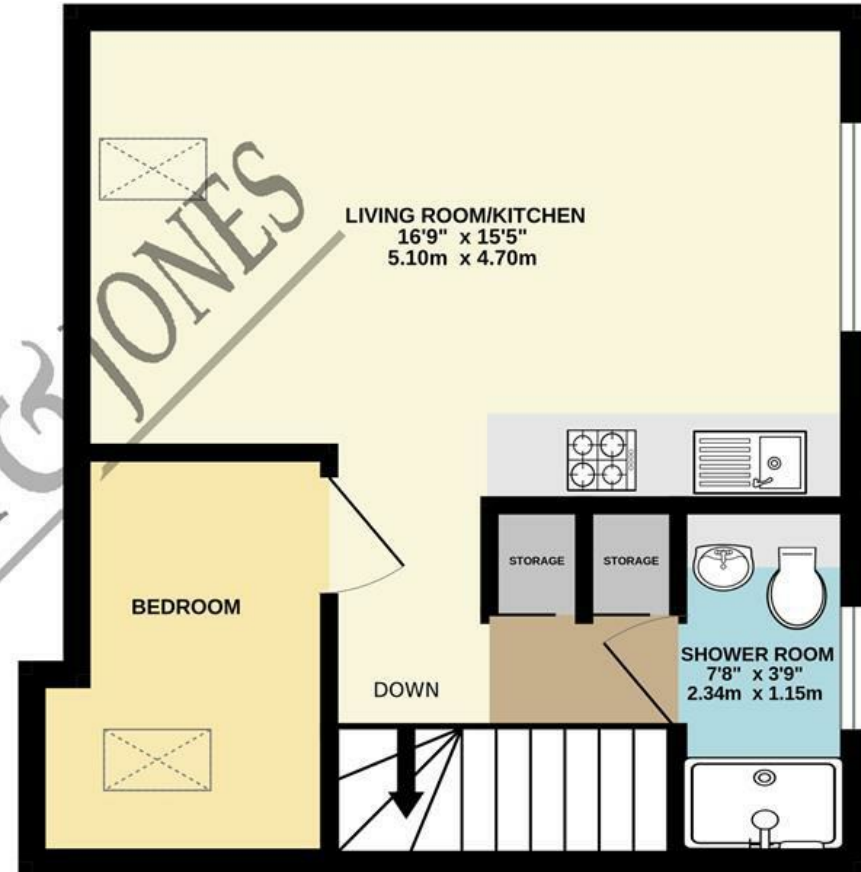 G & JONES
LIVING ROOM/KITCHEN
16'9" x 15'5"
5.10m x 4.70m
STORAGE
STORAGE
BEDROOM
SHOWER ROOM
7'8" x 3'9"
2.34m x 1.15m
DOWN